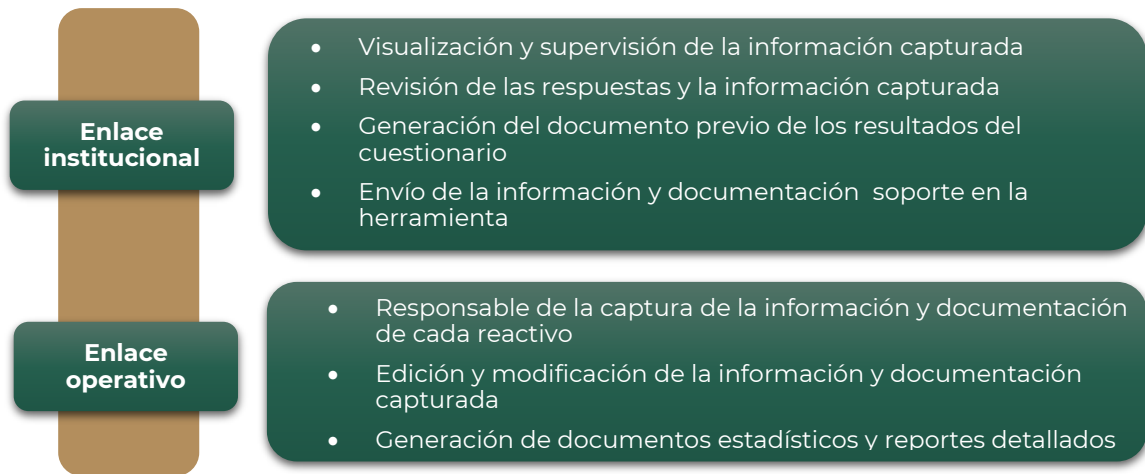 Enlace
institucional
• Visualización y supervisión de la información capturada
• Revisión de las respuestas y la información capturada
• Generación del documento previo de los resultados del
cuestionario
• Envío de la información y documentación soporte en la
herramienta
Enlace
operativo
• Responsable de la captura de la información y documentación
de cada reactivo
• Edición y modificación de la información y documentación
capturada
• Generación de documentos estadísticos y reportes detallados